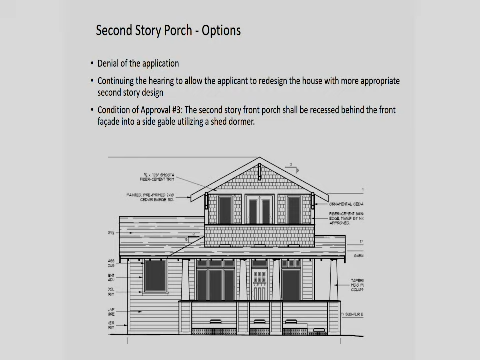 Second Story Porch - Options
• Denial of the application
• Continuing the hearing to allow the applicant to redesign the house with more appropriate
second story design
• Condition of Approval #3: The second story front porch shall be recessed behind the front
façade into a side gable utilizing a shed dormer.